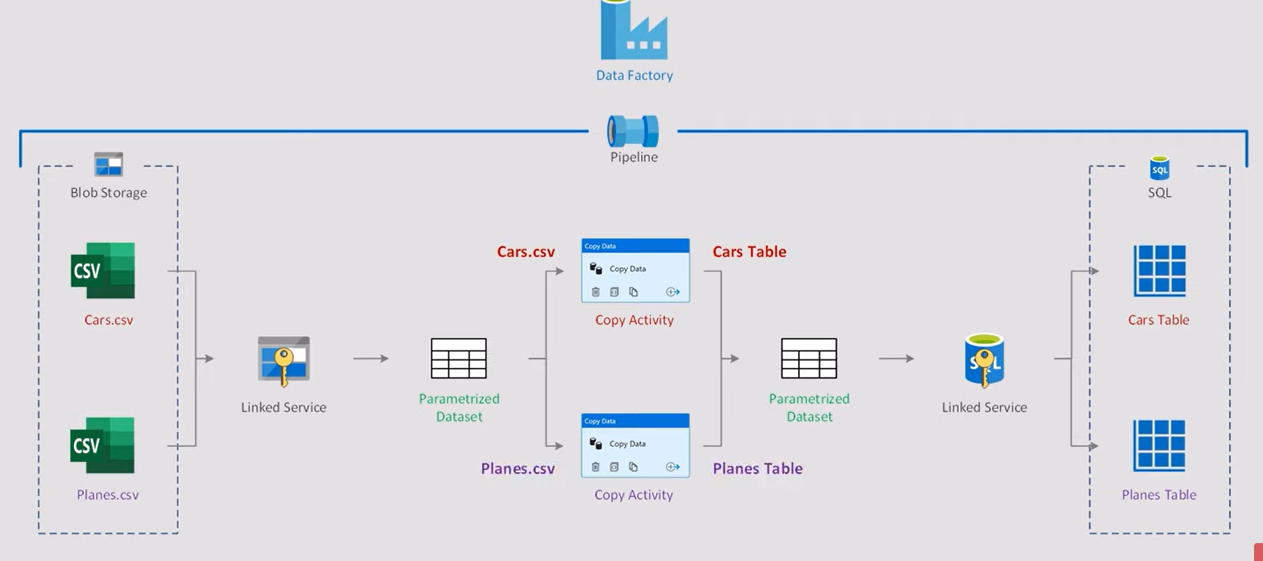 Data Factory
Pipeline
Blob Storage
SQL
SQL
CSV
Cars.csv
Cars.csv
Copy Data
Copy Data
Copy Activity
Cars Table
Cars Table
Linked Service
Parametrized
Dataset
Parametrized
Dataset
SQL
Linked Service
CSV
Planes.csv
Planes.csv
Copy Data
Copy Data
Copy Activity
Planes Table
Planes Table